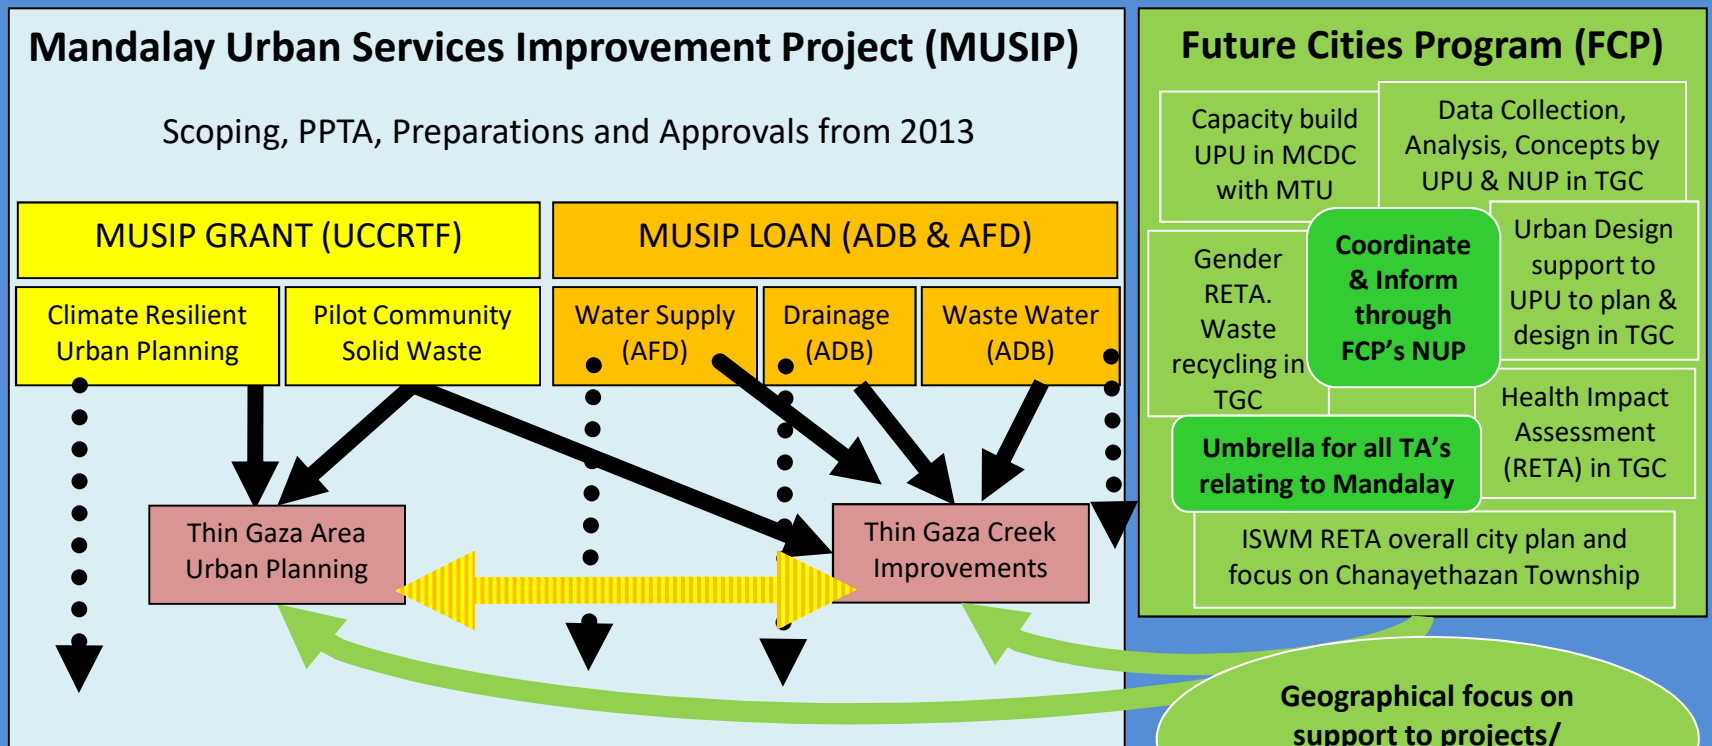 Mandalay Urban Services Improvement Project (MUSIP)
Scoping, PPTA, Preparations and Approvals from 2013
MUSIP GRANT (UCCRTF)
MUSIP LOAN (ADB & AFD)
Climate Resilient
Urban Planning
Pilot Community
Solid Waste
Water Supply
(AFD)
Drainage
(ADB)
Waste Water
(ADB)
Thin Gaza Area
Urban Planning
Thin Gaza Creek
Improvements
Future Cities Program (FCP)
Capacity build
UPU in MCDC
with MTU
Data Collection,
Analysis, Concepts by
UPU & NUP in TGC
Gender
RETA.
Waste
recycling in
TGC
Coordinate
& Inform
through
FCP's NUP
Urban Design
support to
UPU to plan &
design in TGC
Umbrella for all TA's
relating to Mandalay
Health Impact
Assessment
(RETA) in TGC
ISWM RETA overall city plan and
focus on Chanayethazan Township
Geographical focus on
support to projects/